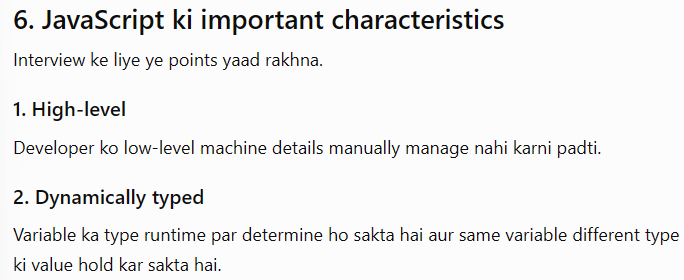 6. JavaScript ki important characteristics
Interview ke liye ye points yaad rakhna.
1. High-level
Developer ko low-level machine details manually manage nahi karni padti.
2. Dynamically typed
Variable ka type runtime par determine ho sakta hai aur same variable different type
ki value hold kar sakta hai.